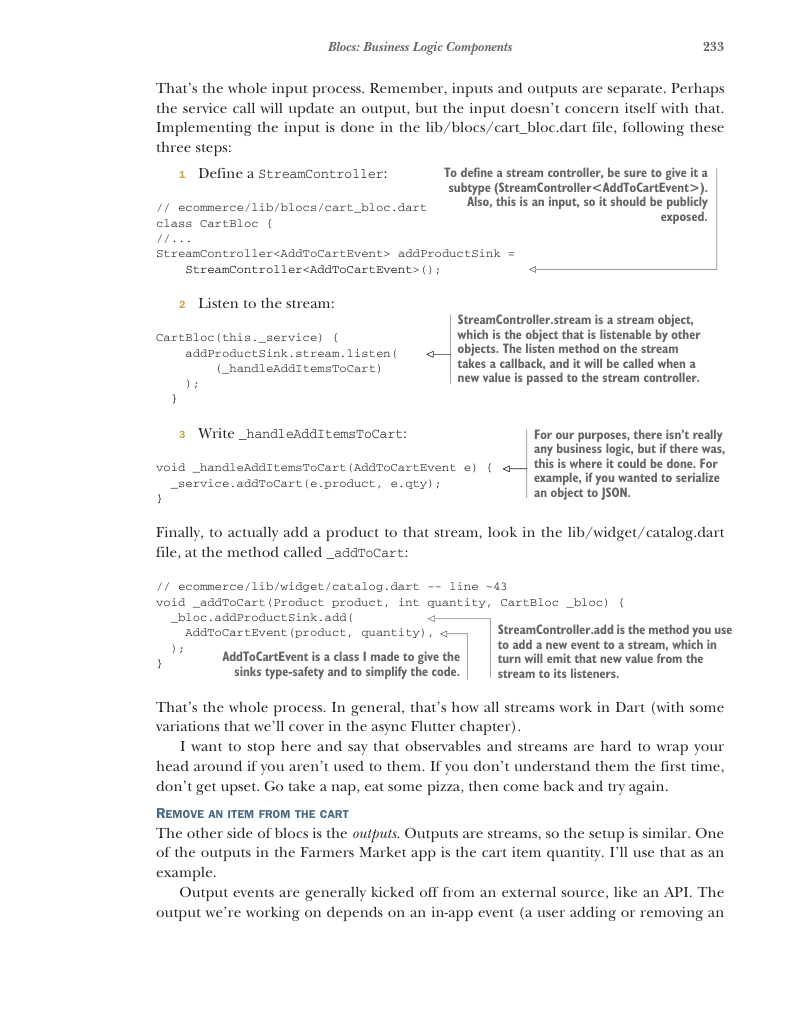 Blocs: Business Logic Components 233
That's the whole input process. Remember, inputs and outputs are separate. Perhaps
the service call will update an output, but the input doesn't concern itself with that.
Implementing the input is done in the lib/blocs/cart_bloc.dart file, following these
three steps:
1 Define a StreamController:
To define a stream controller, be sure to give it a
subtype (StreamController<AddToCartEvent>).
Also, this is an input, so it should be publicly
exposed.
// ecommerce/lib/blocs/cart_bloc.dart
class CartBloc {
//...
StreamController<AddToCartEvent> addProductSink =
StreamController<AddToCartEvent>();
2 Listen to the stream:
StreamController.stream is a stream object,
which is the object that is listenable by other
objects. The listen method on the stream
takes a callback, and it will be called when a
new value is passed to the stream controller.
CartBloc(this._service) {
addProductSink.stream.listen(
(_handleAddItemsToCart)
);
}
3 Write _handleAddItemsToCart:
For our purposes, there isn't really
any business logic, but if there was,
this is where it could be done. For
example, if you wanted to serialize
an object to JSON.
void _handleAddItemsToCart(AddToCartEvent e) {
_service.addToCart(e.product, e.qty);
}
Finally, to actually add a product to that stream, look in the lib/widget/catalog.dart
file, at the method called _addToCart:
// ecommerce/lib/widget/catalog.dart -- line ~43
void _addToCart(Product product, int quantity, CartBloc _bloc) {
_bloc.addProductSink.add(
AddToCartEvent(product, quantity),
);
}
StreamController.add is the method you use
to add a new event to a stream, which in
turn will emit that new value from the
stream to its listeners.
AddToCartEvent is a class I made to give the
sinks type-safety and to simplify the code.
That's the whole process. In general, that's how all streams work in Dart (with some
variations that we'll cover in the async Flutter chapter).
I want to stop here and say that observables and streams are hard to wrap your
head around if you aren't used to them. If you don't understand them the first time,
don't get upset. Go take a nap, eat some pizza, then come back and try again.
REMOVE AN ITEM FROM THE CART
The other side of blocs is the outputs. Outputs are streams, so the setup is similar. One
of the outputs in the Farmers Market app is the cart item quantity. I'll use that as an
example.
Output events are generally kicked off from an external source, like an API. The
output we're working on depends on an in-app event (a user adding or removing an